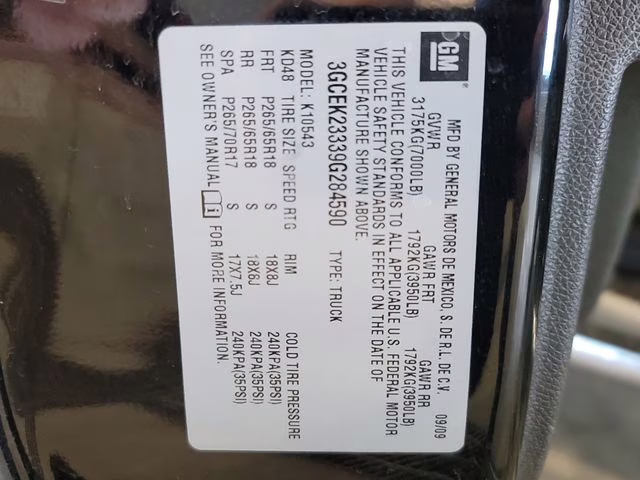 GM
MFD BY GENERAL MOTORS DE MEXICO, S. DE R.L. DE C.V. 09/09
GVWR GAWR FRT GAWR RR
3175KG(7000LB) 1792KG(3950LB) 1792KG(3950LB)
THIS VEHICLE CONFORMS TO ALL APPLICABLE U.S. FEDERAL MOTOR
VEHICLE SAFETY STANDARDS IN EFFECT ON THE DATE OF
MANUFACTURE SHOWN ABOVE.
3GCEK23339G284590 TYPE: TRUCK
MODEL: K10543
KD48 TIRE SIZE SPEED RTG RIM COLD TIRE PRESSURE
FRT P265/65R18 S 18X8J 240KPA(35PSI)
RR P265/65R18 S 18X8J 240KPA(35PSI)
SPA P265/70R17 S 17X7.5J 240KPA(35PSI)
SEE OWNER'S MANUAL i FOR MORE INFORMATION.